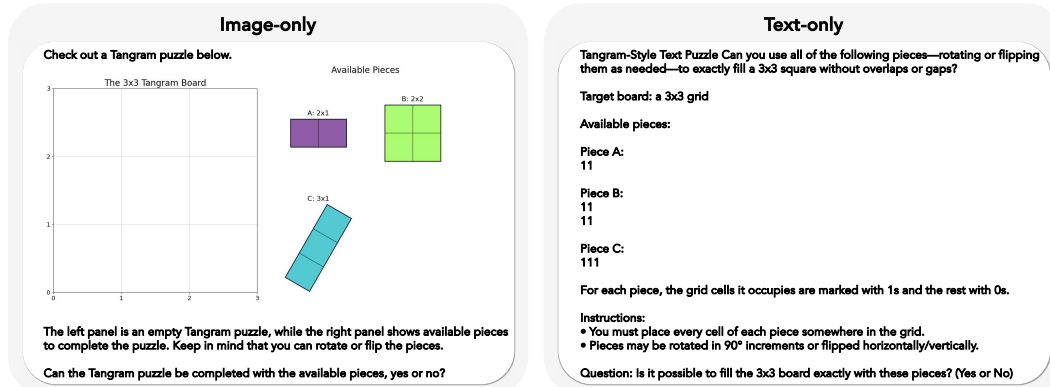 Image-only
Check out a Tangram puzzle below.
Available Pieces
The 3x3 Tangram Board
A: 2x1
B: 2x2
C: 3x1
3
2
1
0
0 1 2 3
The left panel is an empty Tangram puzzle, while the right panel shows available pieces
to complete the puzzle. Keep in mind that you can rotate or flip the pieces.
Can the Tangram puzzle be completed with the available pieces, yes or no?
Text-only
Tangram-Style Text Puzzle Can you use all of the following pieces—rotating or flipping
them as needed—to exactly fill a 3x3 square without overlaps or gaps?
Target board: a 3x3 grid
Available pieces:
Piece A:
11
Piece B:
11
11
Piece C:
111
For each piece, the grid cells it occupies are marked with 1s and the rest with 0s.
Instructions:
• You must place every cell of each piece somewhere in the grid.
• Pieces may be rotated in 90° increments or flipped horizontally/vertically.
Question: Is it possible to fill the 3x3 board exactly with these pieces? (Yes or No)